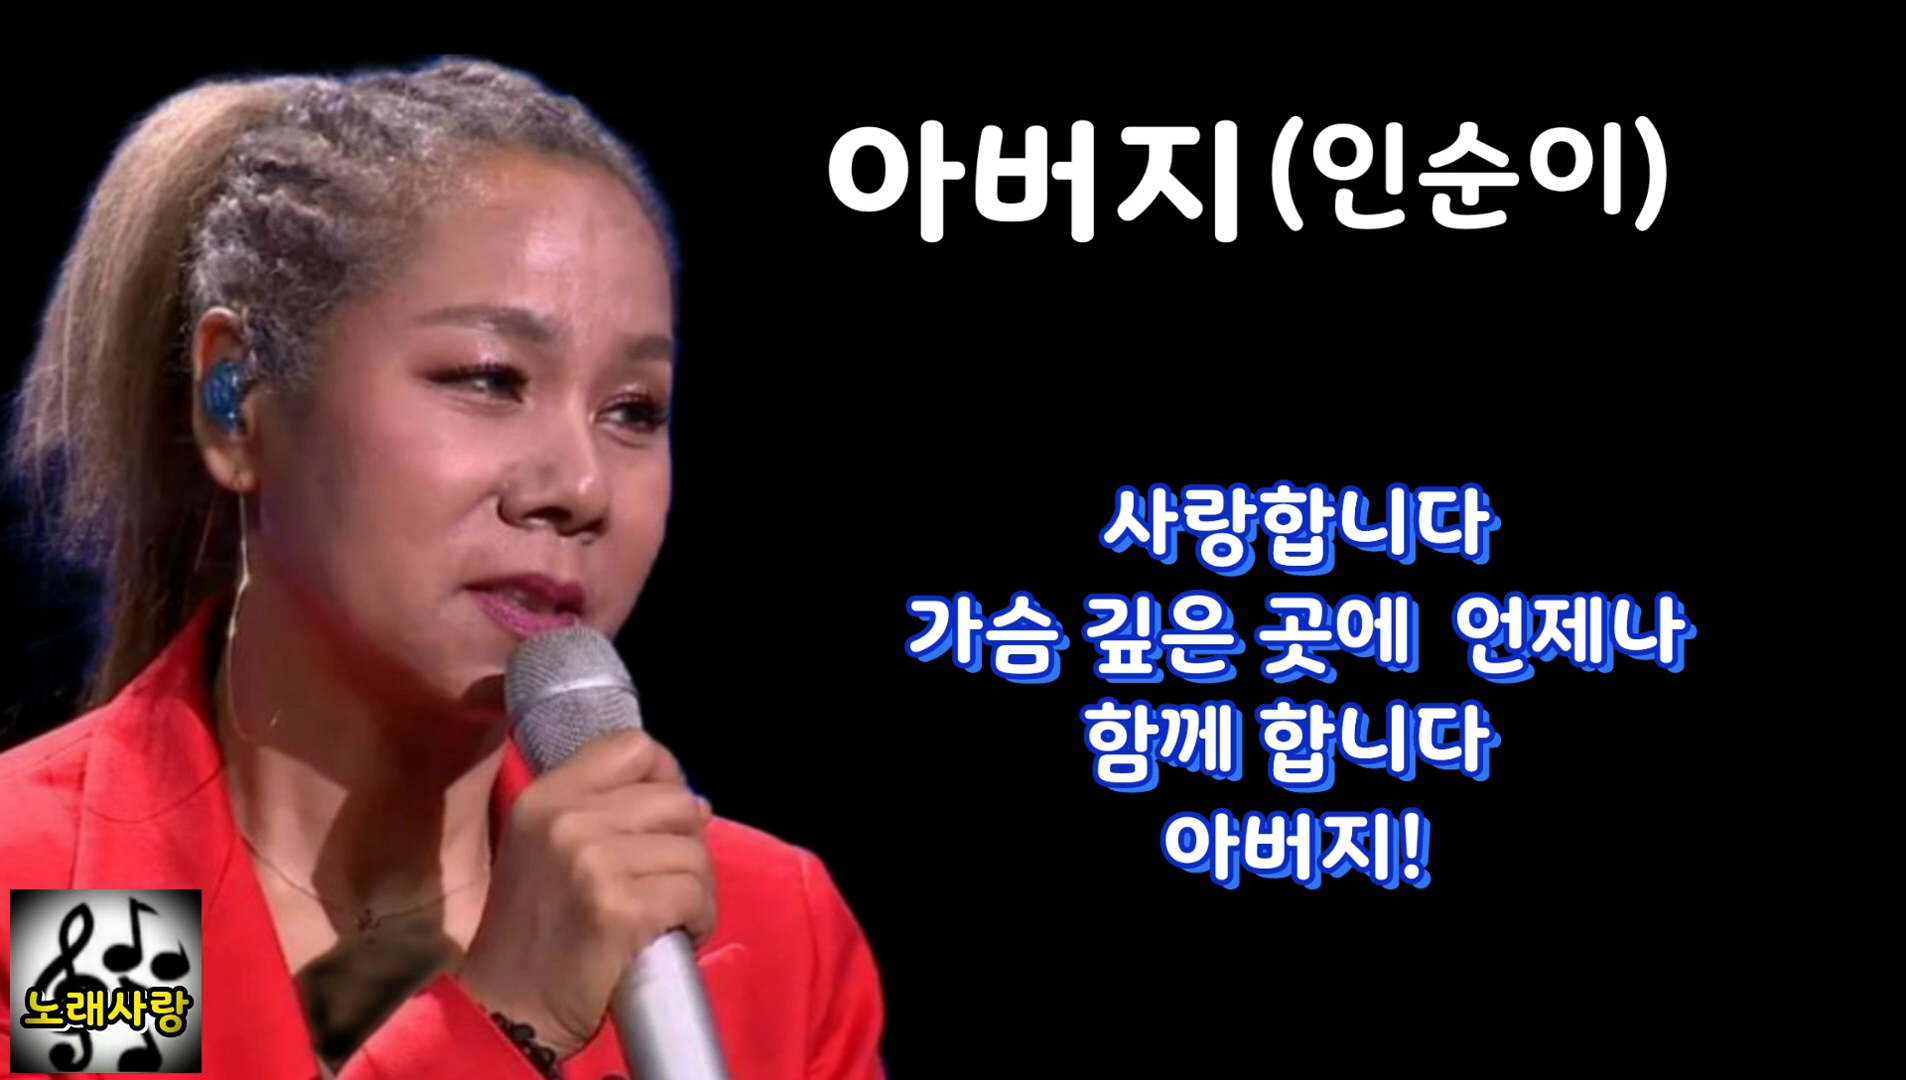 아버지(인순이)
사랑합니다
가슴 깊은 곳에 언제나
함께 합니다
아버지!
노래사랑